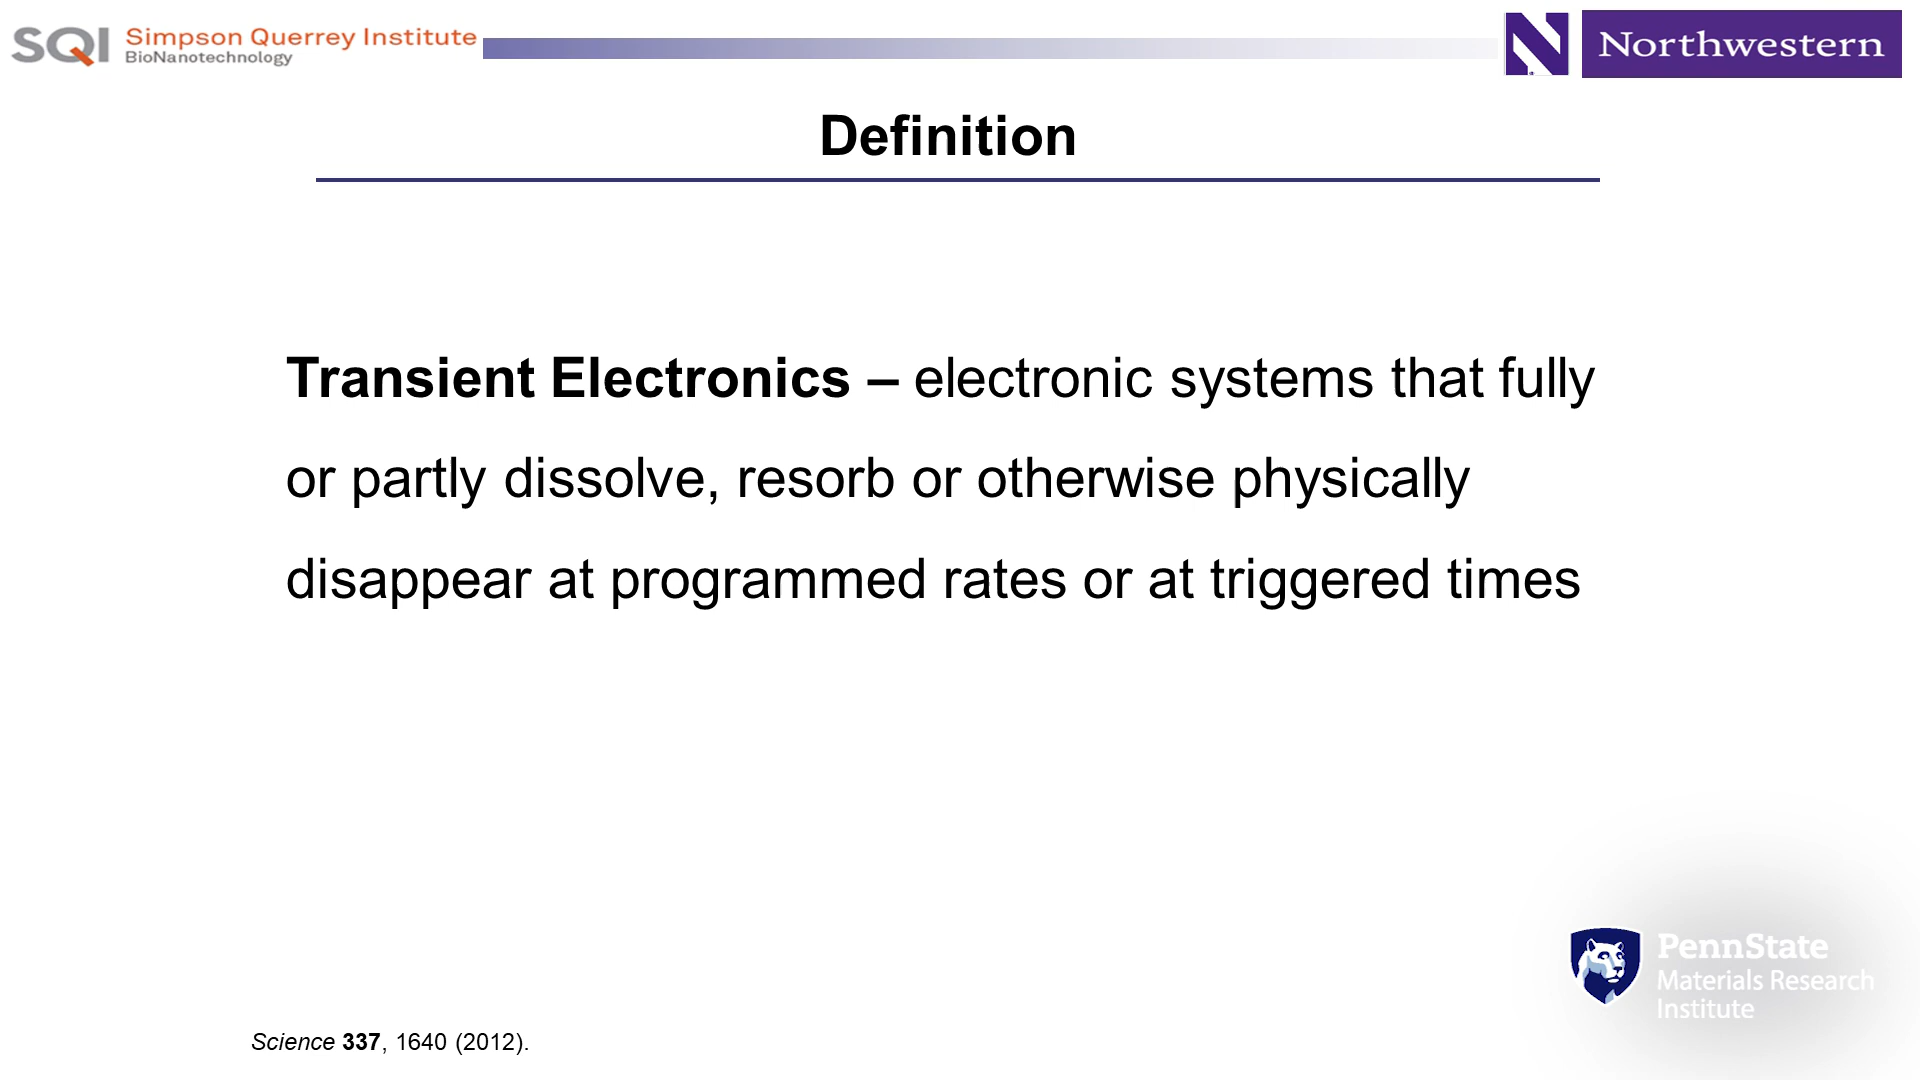 SQI Simpson Querrey Institute
BioNanotechnology
N Northwestern
Definition
Transient Electronics – electronic systems that fully
or partly dissolve, resorb or otherwise physically
disappear at programmed rates or at triggered times
PennState
Materials Research
Institute
Science 337, 1640 (2012).